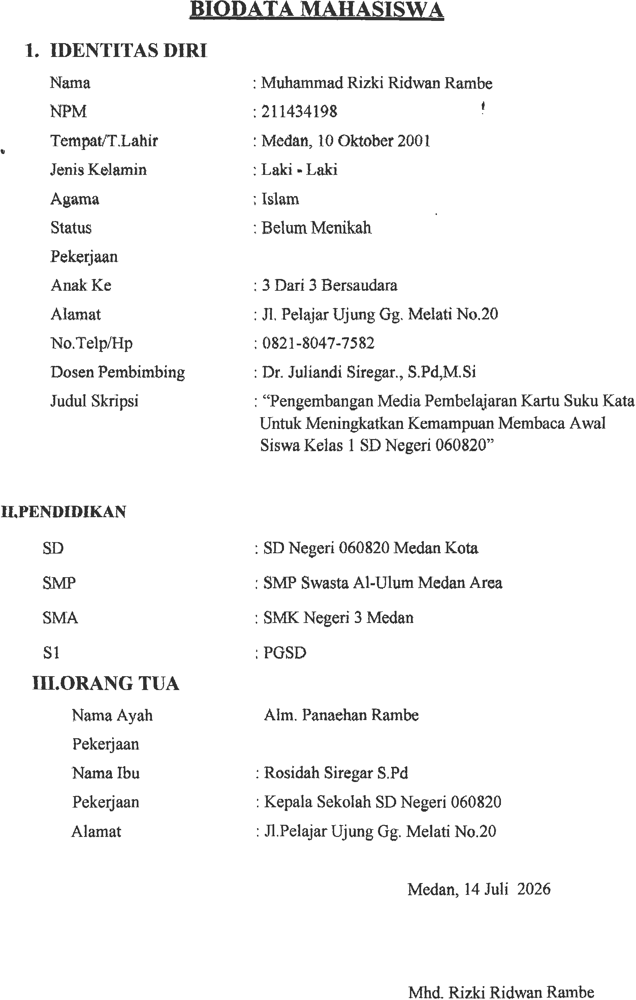 BIODATA MAHASISWA
1. IDENTITAS DIRI
Nama : Muhammad Rizki Ridwan Rambe
NPM : 211434198
Tempat/T.Lahir : Medan, 10 Oktober 2001
Jenis Kelamin : Laki - Laki
Agama : Islam
Status : Belum Menikah
Pekerjaan
Anak Ke : 3 Dari 3 Bersaudara
Alamat : Jl. Pelajar Ujung Gg. Melati No.20
No.Telp/Hp : 0821-8047-7582
Dosen Pembimbing : Dr. Juliandi Siregar., S.Pd,M.Si
Judul Skripsi : “Pengembangan Media Pembelajaran Kartu Suku Kata
Untuk Meningkatkan Kemampuan Membaca Awal
Siswa Kelas 1 SD Negeri 060820”
II.PENDIDIKAN
SD : SD Negeri 060820 Medan Kota
SMP : SMP Swasta Al-Ulum Medan Area
SMA : SMK Negeri 3 Medan
S1 : PGSD
III.ORANG TUA
Nama Ayah Alm. Panaehan Rambe
Pekerjaan
Nama Ibu : Rosidah Siregar S.Pd
Pekerjaan : Kepala Sekolah SD Negeri 060820
Alamat : Jl.Pelajar Ujung Gg. Melati No.20
Medan, 14 Juli 2026
Mhd. Rizki Ridwan Rambe